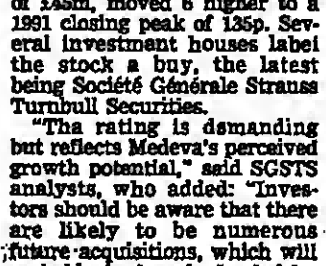 of £45m, moved 6 higher to a
1991 closing peak of 135p. Sev-
eral investment houses label
the stock a buy, the latest
being Société Générale Strauss
Turnbull Securities.
"Tha rating is demanding
but reflects Medeva's perceived
growth potential," said SGSTS
analysts, who added: "Inves-
tors should be aware that there
are likely to be numerous
future acquisitions, which will